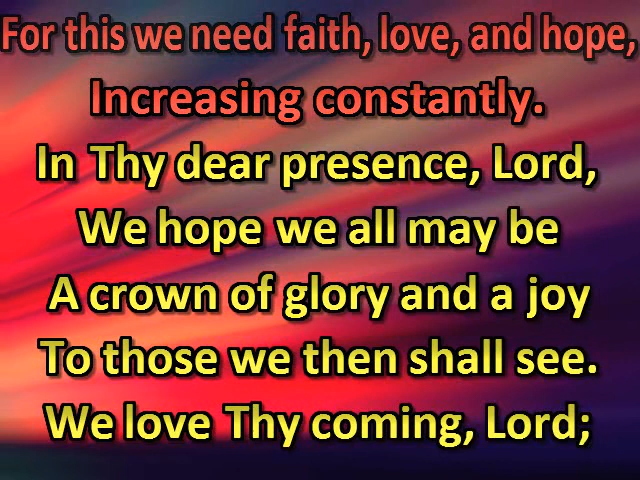 For this we need faith, love, and hope,
Increasing constantly.
In Thy dear presence, Lord,
We hope we all may be
A crown of glory and a joy
To those we then shall see.
We love Thy coming, Lord;